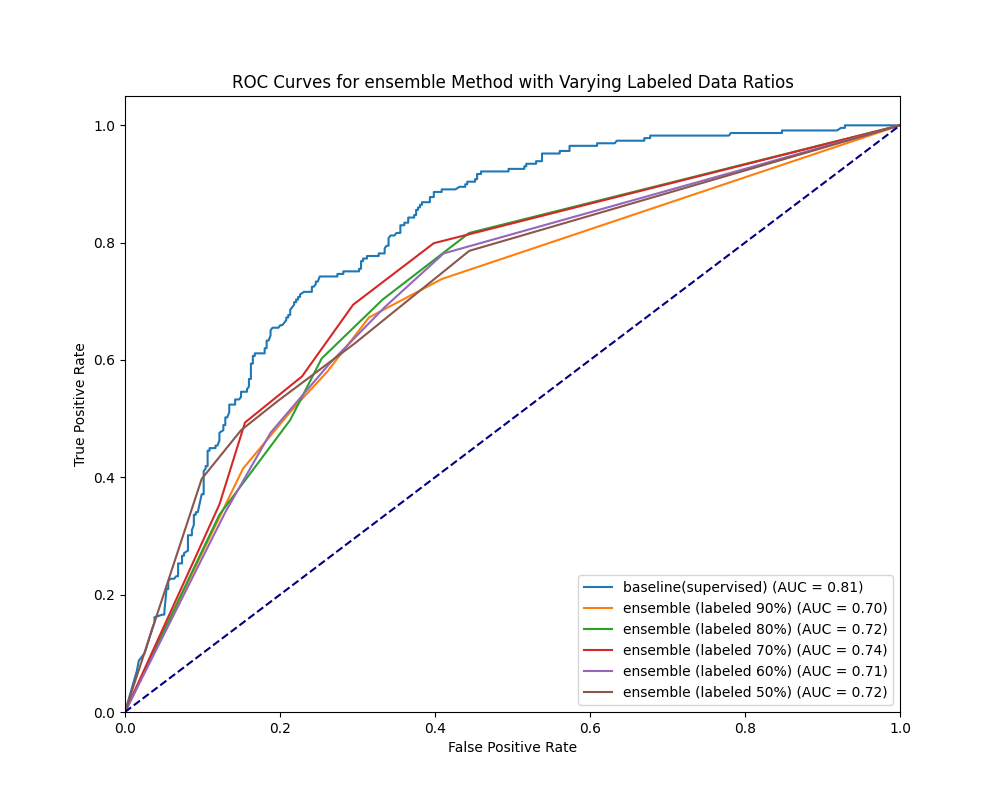 ROC Curves for ensemble Method with Varying Labeled Data Ratios
True Positive Rate
1.0
0.8
0.6
0.4
0.2
0.0
baseline(supervised) (AUC = 0.81)
ensemble (labeled 90%) (AUC = 0.70)
ensemble (labeled 80%) (AUC = 0.72)
ensemble (labeled 70%) (AUC = 0.74)
ensemble (labeled 60%) (AUC = 0.71)
ensemble (labeled 50%) (AUC = 0.72)
0.0 0.2 0.4 0.6 0.8 1.0
False Positive Rate